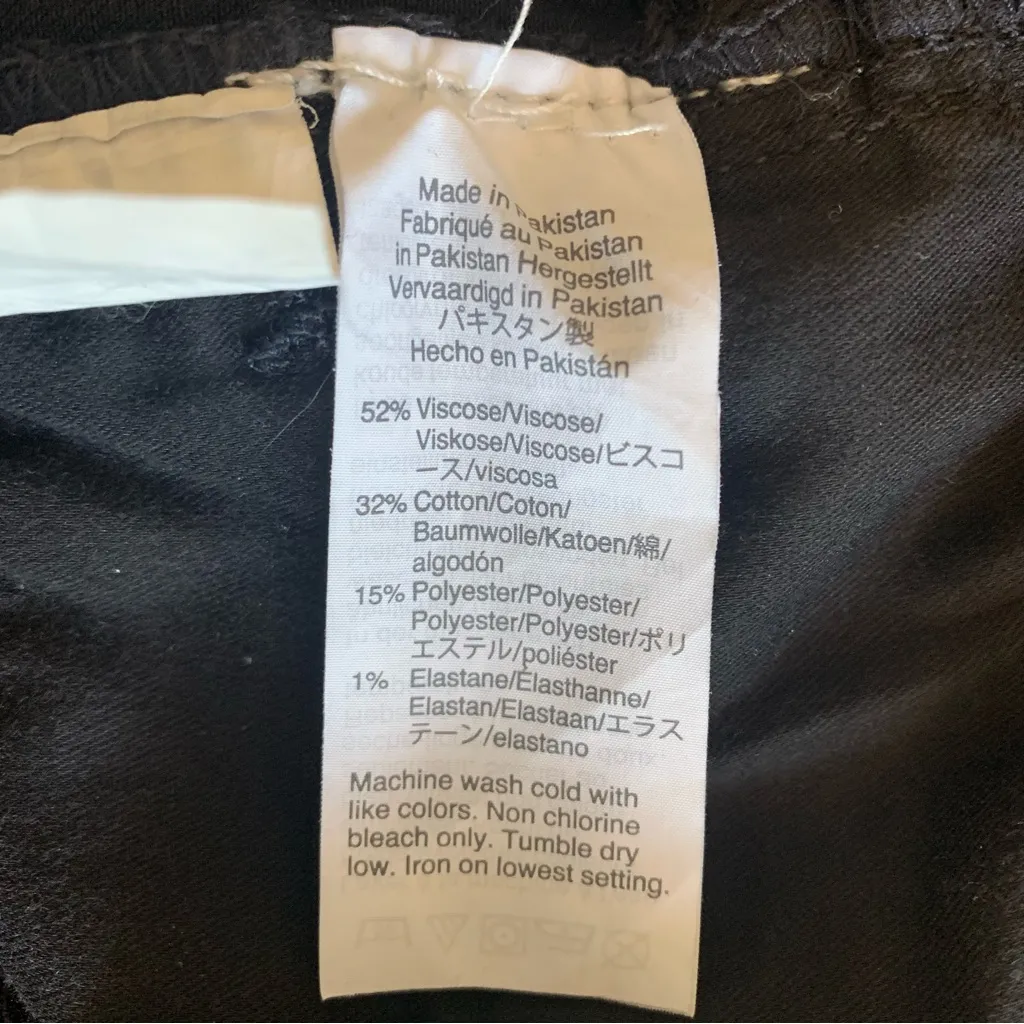 Made in Pakistan
Fabriqué au Pakistan
in Pakistan Hergestellt
Vervaardigd in Pakistan
パキスタン製
Hecho en Pakistán
52% Viscose/Viscose/
Viskose/Viscose/ビスコ
ース/viscosa
32% Cotton/Coton/
Baumwolle/Katoen/綿/
algodón
15% Polyester/Polyester/
Polyester/Polyester/ポリ
エステル/poliéster
1% Elastane/Élasthanne/
Elastan/Elastaan/エラス
テーン/elastano
Machine wash cold with
like colors. Non chlorine
bleach only. Tumble dry
low. Iron on lowest setting.